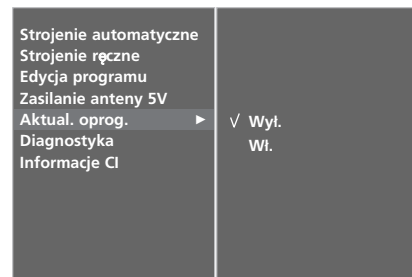 Strojenie automatyczne
Strojenie ręczne
Edycja programu
Zasilanie anteny 5V
Aktual. oprog. ►
Diagnostyka
Informacje CI
√ Wył.
Wł.